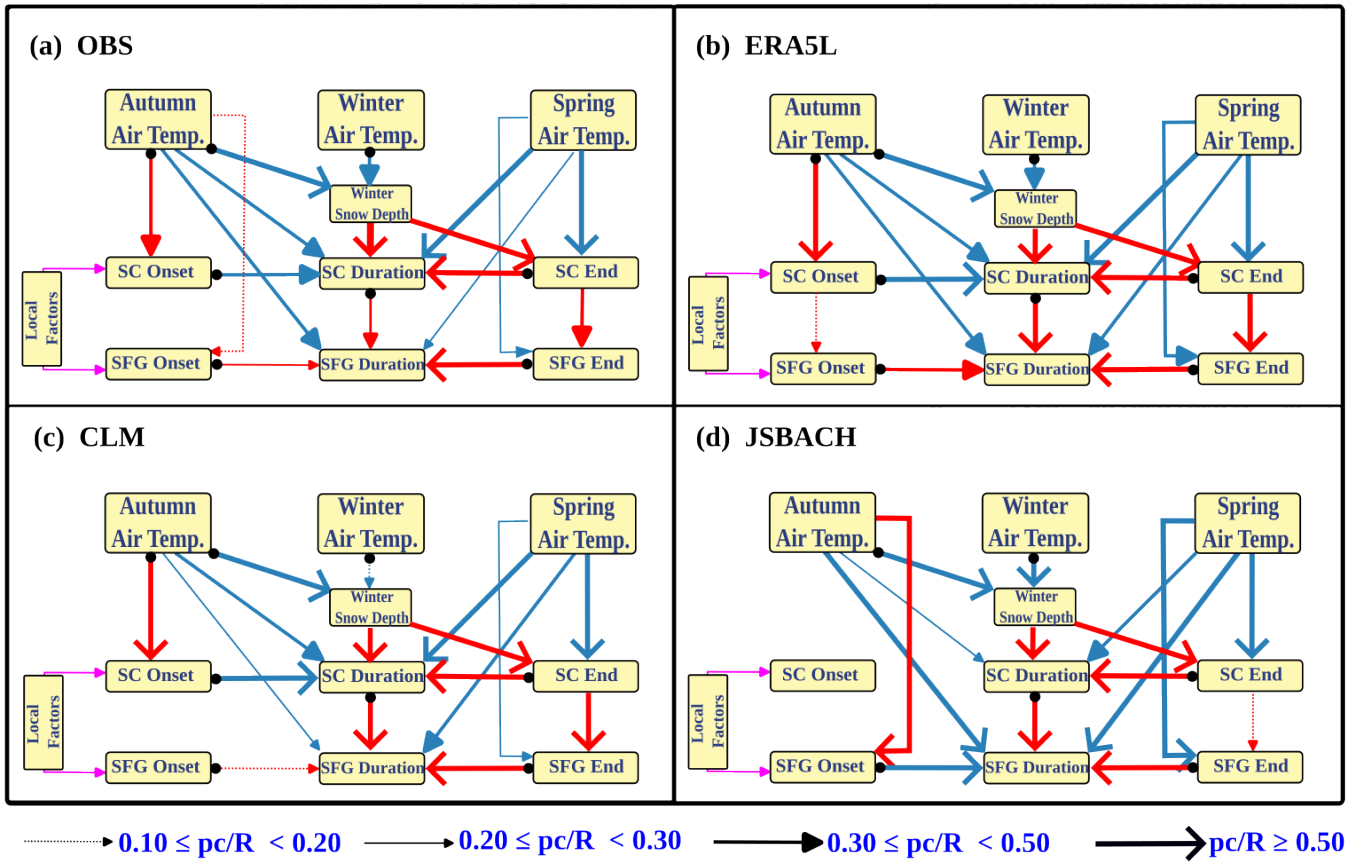 (a) OBS
Autumn
Air Temp.
Winter
Air Temp.
Spring
Air Temp.
Winter
Snow Depth
SC Onset
SC Duration
SC End
Local
Factors
SFG Onset
SFG Duration
SFG End
(b) ERA5L
Autumn
Air Temp.
Winter
Air Temp.
Spring
Air Temp.
Winter
Snow Depth
SC Onset
SC Duration
SC End
Local
Factors
SFG Onset
SFG Duration
SFG End
(c) CLM
Autumn
Air Temp.
Winter
Air Temp.
Spring
Air Temp.
Winter
Snow Depth
SC Onset
SC Duration
SC End
Local
Factors
SFG Onset
SFG Duration
SFG End
(d) JSBACH
Autumn
Air Temp.
Winter
Air Temp.
Spring
Air Temp.
Winter
Snow Depth
SC Onset
SC Duration
SC End
Local
Factors
SFG Onset
SFG Duration
SFG End
0.10 ≤ pc/R < 0.20
0.20 ≤ pc/R < 0.30
0.30 ≤ pc/R < 0.50
pc/R ≥ 0.50